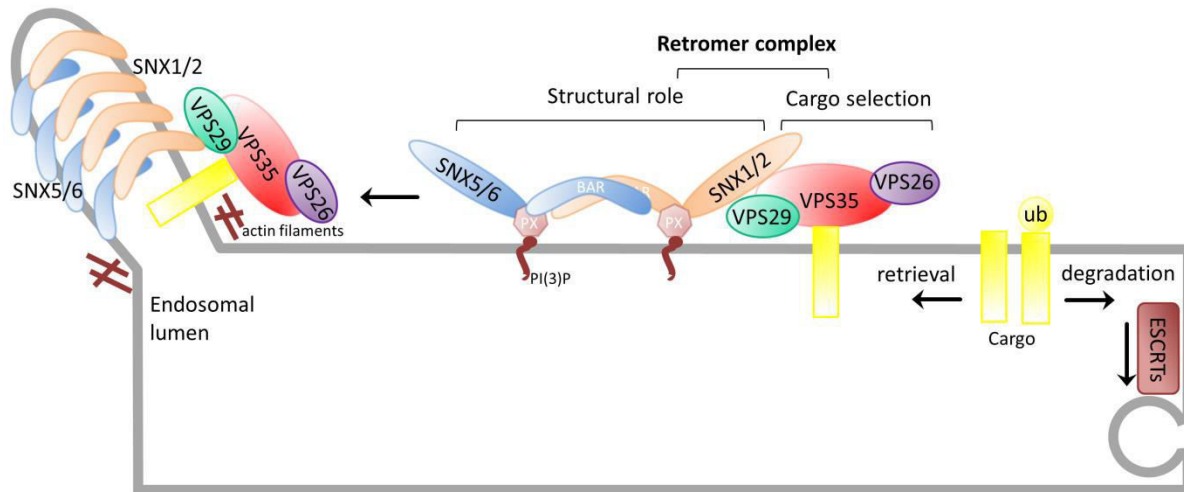 Retromer complex
Structural role
Cargo selection
SNX1/2
VPS29
VPS35
VPS26
SNX5/6
actin filaments
Endosomal
lumen
SNX5/6
BAR
AR
SNX1/2
PX
PX
PI(3)P
VPS29
VPS35
VPS26
ub
retrieval
degradation
Cargo
ESCRTs